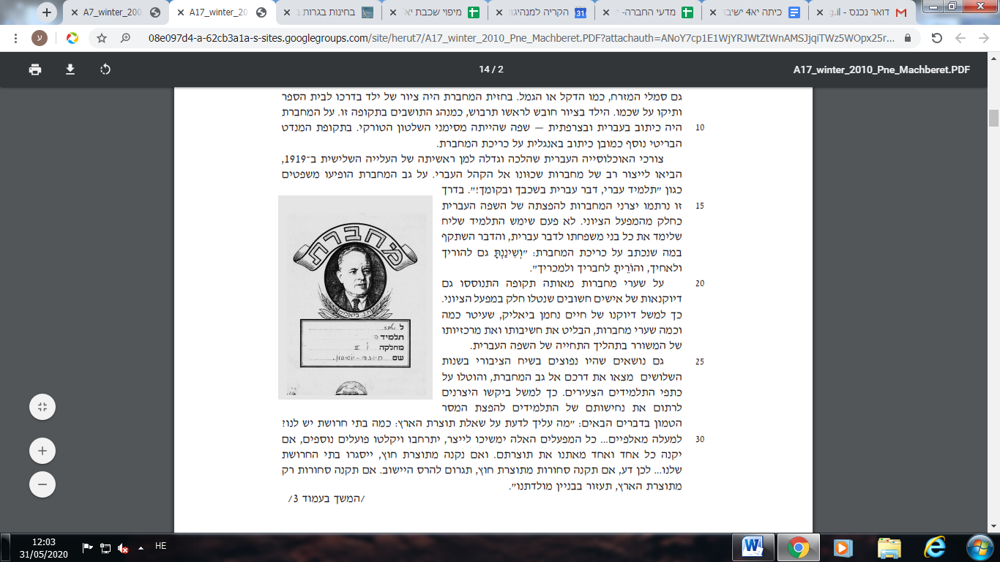 דואר נכנס - g.il
כיתה יא4 ישיבו
מדעי החברה- י
הקריה למנהיגו
מיפוי שכבת יא'
בחינות בגרות ב
A17_winter_20
A7_winter_200
08e097d4-a-62cb3a1a-s-sites.googlegroups.com/site/herut7/A17_winter_2010_Pne_Machberet.PDF?attachauth=ANoY7cp1E1WjYRJWtZtWnAMSJjqiTWz5WOpx25r...
A17_winter_2010_Pne_Machberet.PDF
14 / 2
גם סמלי המזרח, כמו הדקל או הגמל. בחזית המחברת היה ציור של ילד בדרכו לבית הספר
ותיקו על שכמו. הילד בציור חובש לראשו תרבוש, כמנהג התושבים בתקופה זו. על המחברת
10 היה כיתוב בעברית ובצרפתית — שפה שהייתה מסימני השלטון הטורקי. בתקופת המנדט
הבריטי נוסף כמובן כיתוב באנגלית על כריכת המחברת.
צורכי האוכלוסייה העברית שהלכה וגדלה למן ראשיתה של העלייה השלישית ב־1919,
הביאו לייצור רב של מחברות שכוּונו אל הקהל העברי. על גב המחברת הופיעו משפטים
כגון "תלמיד עברי, דבר עברית בשכבך ובקומך!". בדרך
15 זו נרתמו יצרני המחברות להפצתה של השפה העברית
כחלק מהמפעל הציוני. לא פעם שימש התלמיד שליח
שלימד את כל בני משפחתו לדבר עברית, והדבר השתקף
במה שנכתב על כריכת המחברת: "וְשִׁינַנְתָּ גם להוריך
ולאחיך, והוֹרֵיתָ לחבריך ולמכריך".
20 על שערי מחברות מאותה תקופה התנוססו גם
דיוקנאות של אישים חשובים שנטלו חלק במפעל הציוני.
כך למשל דיוקנו של חיים נחמן ביאליק, שעיטר כמה
וכמה שערי מחברות, הבליט את חשיבותו ואת מרכזיותו
של המשורר בתהליך התחייה של השפה העברית.
25 גם נושאים שהיו נפוצים בשיח הציבורי בשנות
השלושים מצאו את דרכם אל גב המחברת, והוטלו על
כתפי התלמידים הצעירים. כך למשל ביקשו היצרנים
לרתום את נחישותם של התלמידים להפצת המסר
הטמון בדברים הבאים: "מה עליך לדעת על שאלת תוצרת הארץ: כמה בתי חרושת יש לנו?
30 למעלה מאלפיים... כל המפעלים האלה ימשיכו לייצר, יתרחבו ויקלטו פועלים נוספים, אם
יקנה כל אחד ואחד מאתנו את תוצרתם. ואם נקנה מתוצרת חוץ, ייסגרו בתי החרושת
שלנו... לכן דע, אם תקנה סחורות מתוצרת חוץ, תגרום להרס היישוב. אם תקנה סחורות רק
מתוצרת הארץ, תעזור בבניין מולדתנו".
/המשך בעמוד 3/
מחברת
ח.נ. ביאליק
ל
תלמיד ה
מחלקה
שם
HE
12:03
31/05/2020